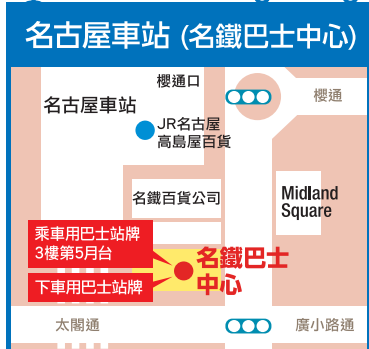 名古屋車站 (名鐵巴士中心)
櫻通口
名古屋車站
櫻通
JR名古屋
高島屋百貨
名鐵百貨公司
Midland
Square
乘車用巴士站牌
3樓第5月台
名鐵巴士
中心
下車用巴士站牌
太閤通
廣小路通